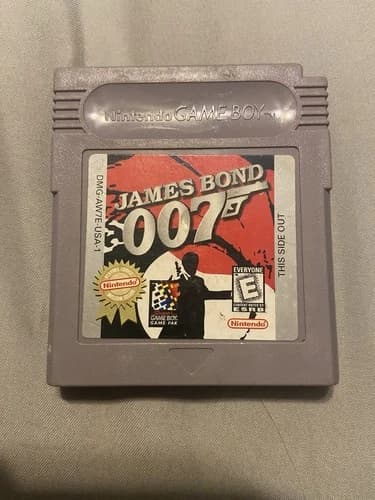 Nintendo GAME BOY TM
DMG-AW7E-USA-1
JAMES BOND
007
THIS SIDE OUT
Nintendo
EVERYONE
E
ESRB
GAME BOY
GAME PAK
Nintendo